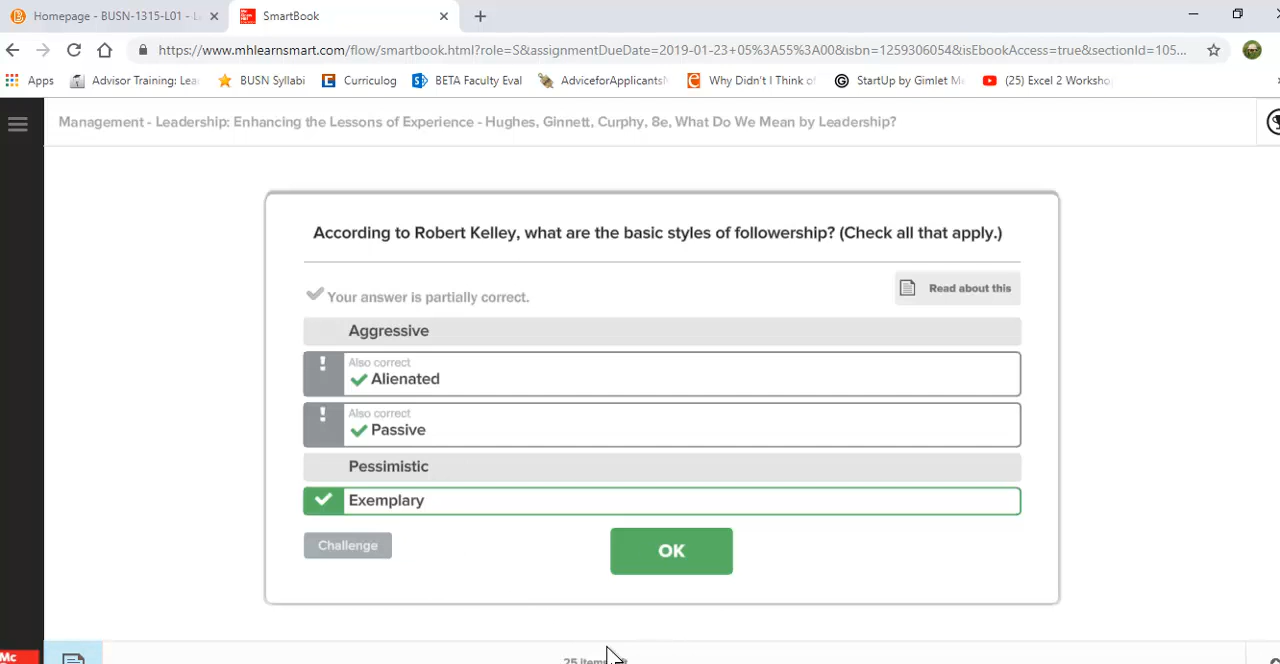 Homepage - BUSN-1315-L01 - L
SmartBook
https://www.mhlearnsmart.com/flow/smartbook.html?role=S&assignmentDueDate=2019-01-23+05%3A55%3A00&isbn=1259306054&isEbookAccess=true&sectionId=105...
Apps
Advisor Training: Lea
BUSN Syllabi
Curriculog
BETA Faculty Eval
AdviceforApplicants
Why Didn't I Think of
StartUp by Gimlet Me
(25) Excel 2 Worksho
Management - Leadership: Enhancing the Lessons of Experience - Hughes, Ginnett, Curphy, 8e, What Do We Mean by Leadership?
According to Robert Kelley, what are the basic styles of followership? (Check all that apply.)
Your answer is partially correct.
Read about this
Aggressive
! Also correct
Alienated
! Also correct
Passive
Pessimistic
Exemplary
Challenge
OK
Mc
25 item